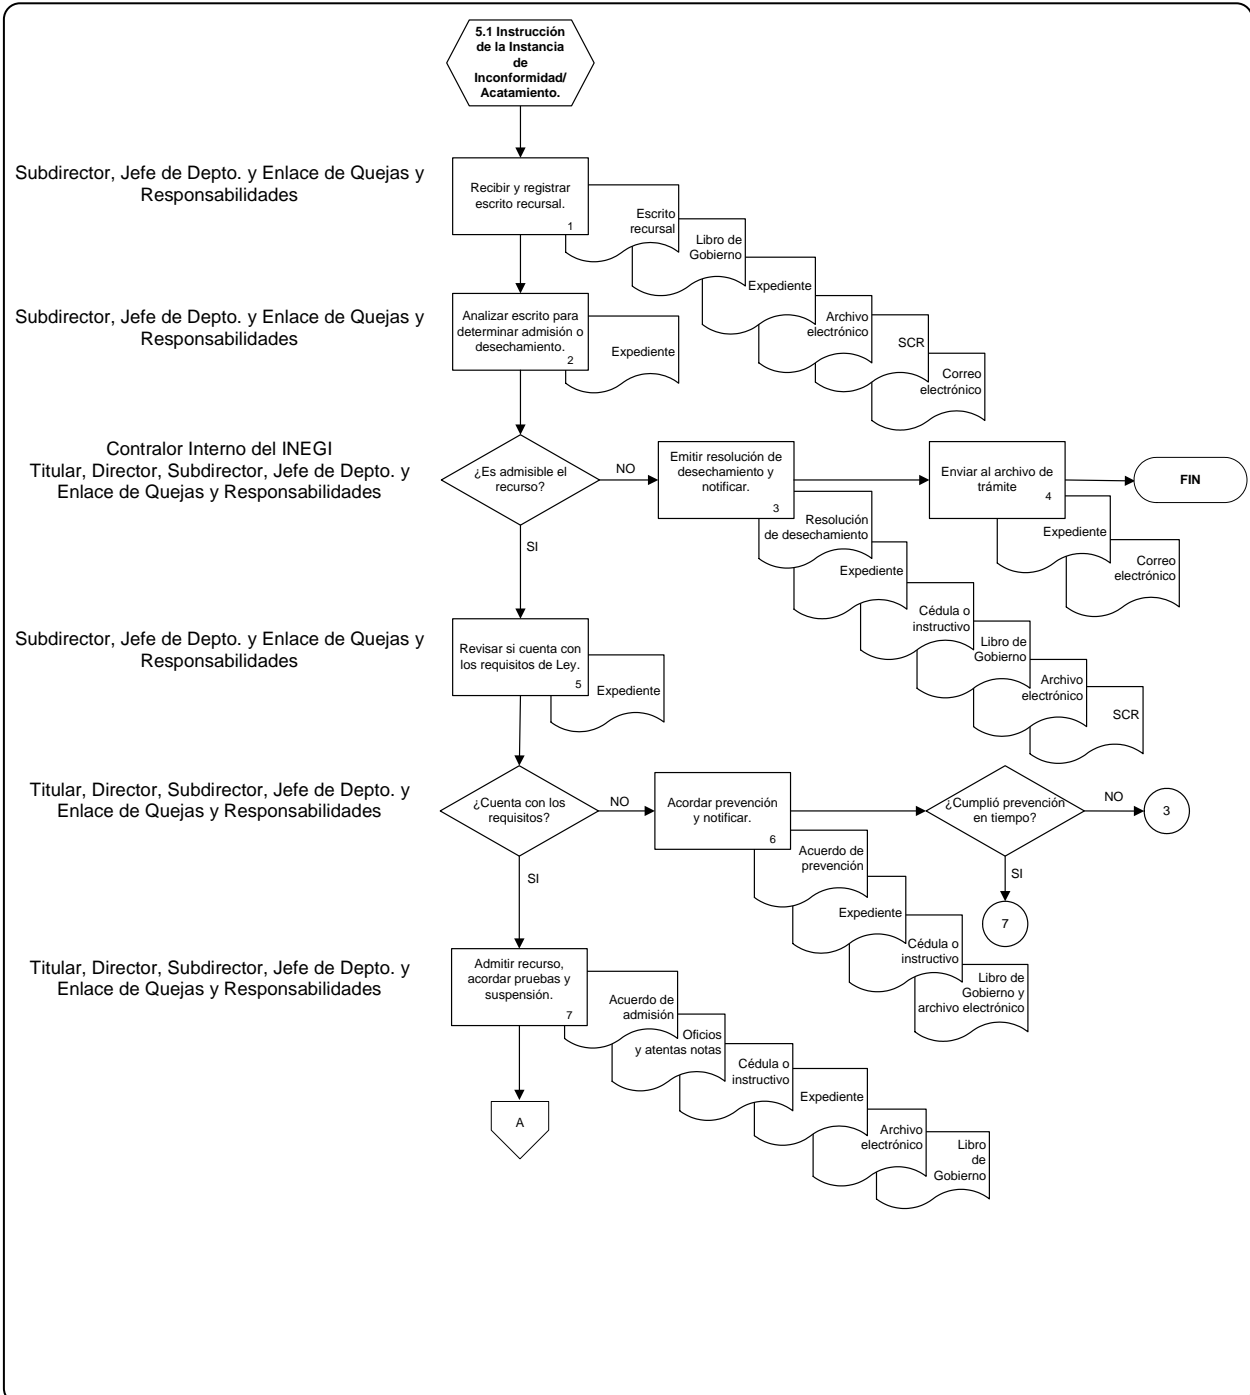 5.1 Instrucción
de la Instancia
de
Inconformidad/
Acatamiento.
Subdirector, Jefe de Depto. y Enlace de Quejas y
Responsabilidades
Recibir y registrar
escrito recursal.
1
Escrito
recursal
Libro de
Gobierno
Expediente
Archivo
electrónico
SCR
Correo
electrónico
Subdirector, Jefe de Depto. y Enlace de Quejas y
Responsabilidades
Analizar escrito para
determinar admisión o
desechamiento.
2
Expediente
Contralor Interno del INEGI
Titular, Director, Subdirector, Jefe de Depto. y
Enlace de Quejas y Responsabilidades
¿Es admisible el
recurso?
NO
Emitir resolución de
desechamiento y
notificar.
3
Resolución
de desechamiento
Expediente
Cédula o
instructivo
Libro de
Gobierno
Archivo
electrónico
SCR
Enviar al archivo de
trámite
4
Expediente
Correo
electrónico
FIN
SI
Subdirector, Jefe de Depto. y Enlace de Quejas y
Responsabilidades
Revisar si cuenta con
los requisitos de Ley.
5
Expediente
Titular, Director, Subdirector, Jefe de Depto. y
Enlace de Quejas y Responsabilidades
¿Cuenta con los
requisitos?
NO
Acordar prevención
y notificar.
6
Acuerdo de
prevención
Expediente
Cédula o
instructivo
Libro de
Gobierno y
archivo electrónico
¿Cumplió prevención
en tiempo?
NO
3
SI
7
SI
Titular, Director, Subdirector, Jefe de Depto. y
Enlace de Quejas y Responsabilidades
Admitir recurso,
acordar pruebas y
suspensión.
7
Acuerdo de
admisión
Oficios
y atentas notas
Cédula o
instructivo
Expediente
Archivo
electrónico
Libro
de
Gobierno
A